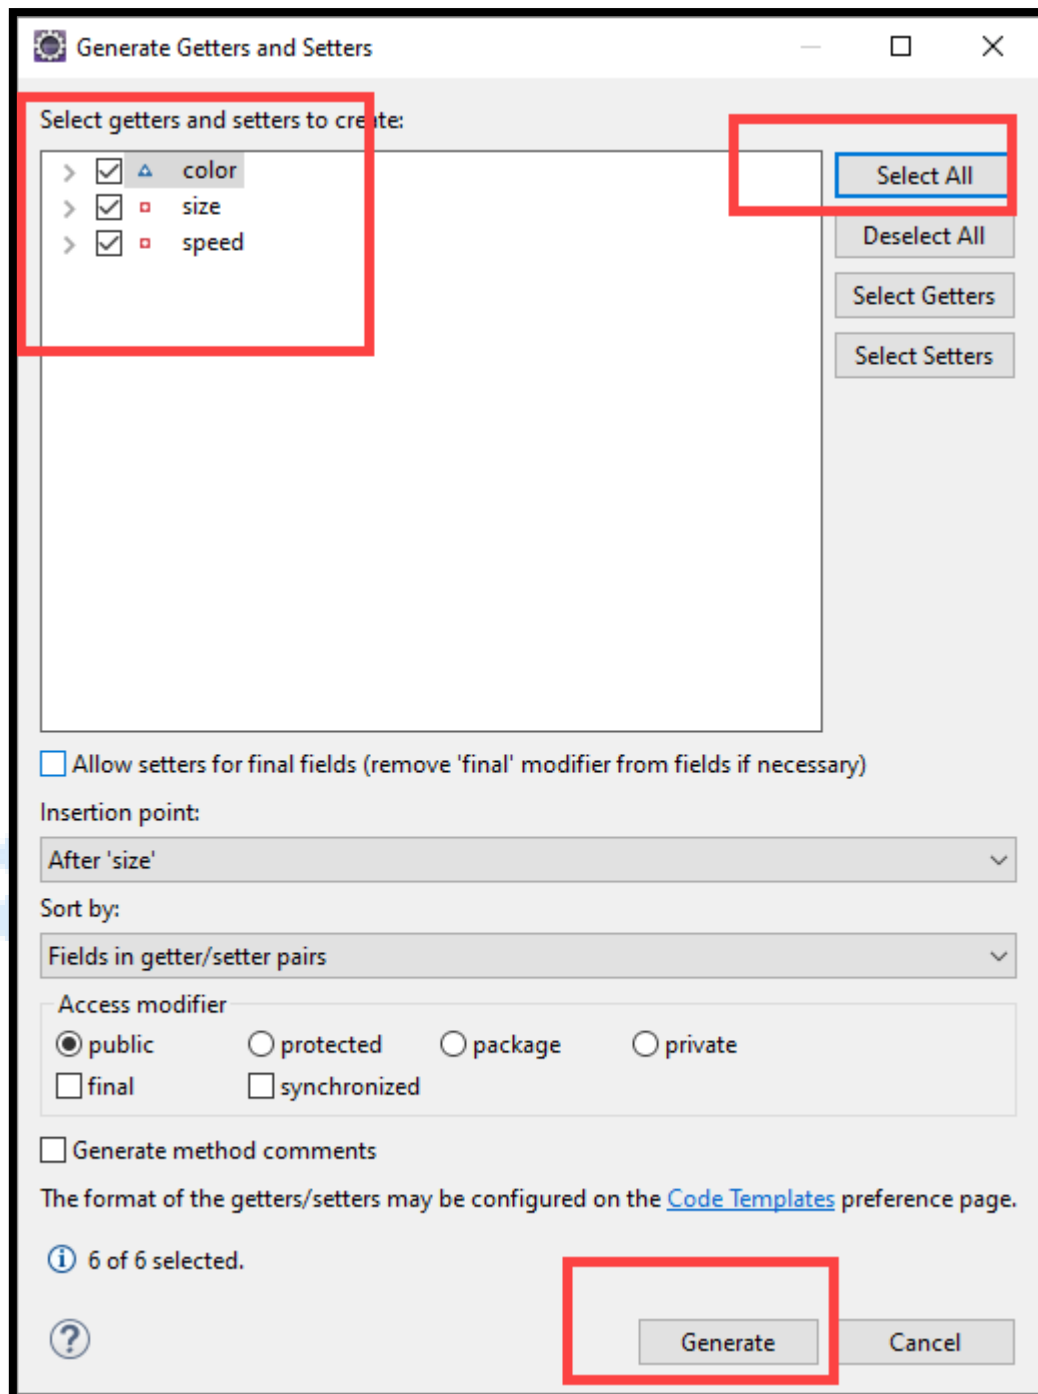 Generate Getters and Setters
Select getters and setters to create:
color
size
speed
Select All
Deselect All
Select Getters
Select Setters
Allow setters for final fields (remove 'final' modifier from fields if necessary)
Insertion point:
After 'size'
Sort by:
Fields in getter/setter pairs
Access modifier
public protected package private
final synchronized
Generate method comments
The format of the getters/setters may be configured on the Code Templates preference page.
6 of 6 selected.
Generate Cancel